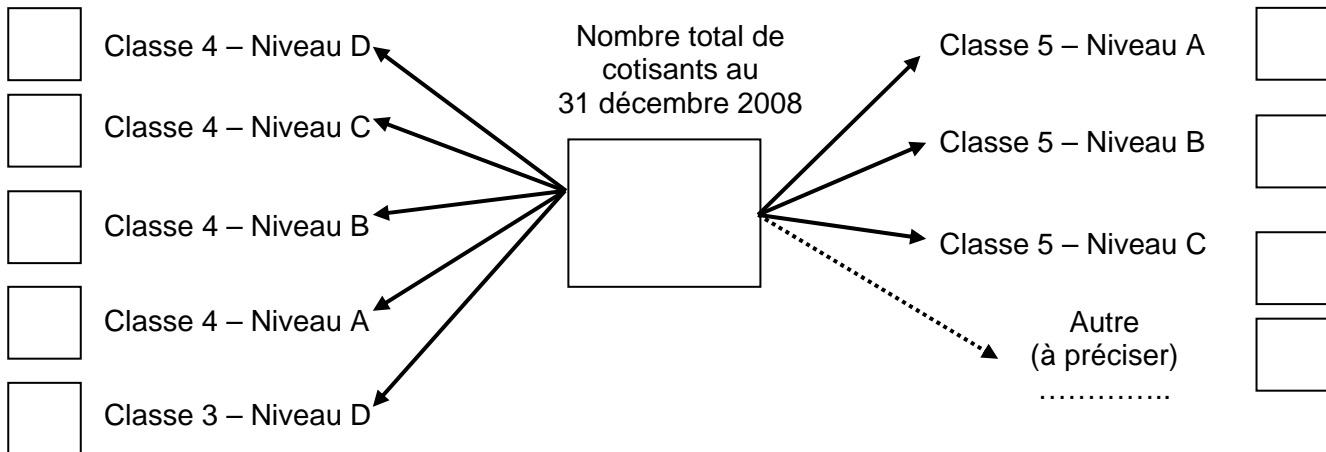 Classe 4 – Niveau D
Classe 4 – Niveau C
Classe 4 – Niveau B
Classe 4 – Niveau A
Classe 3 – Niveau D
Nombre total de
cotisants au
31 décembre 2008
Classe 5 – Niveau A
Classe 5 – Niveau B
Classe 5 – Niveau C
Autre
(à préciser)
…………..